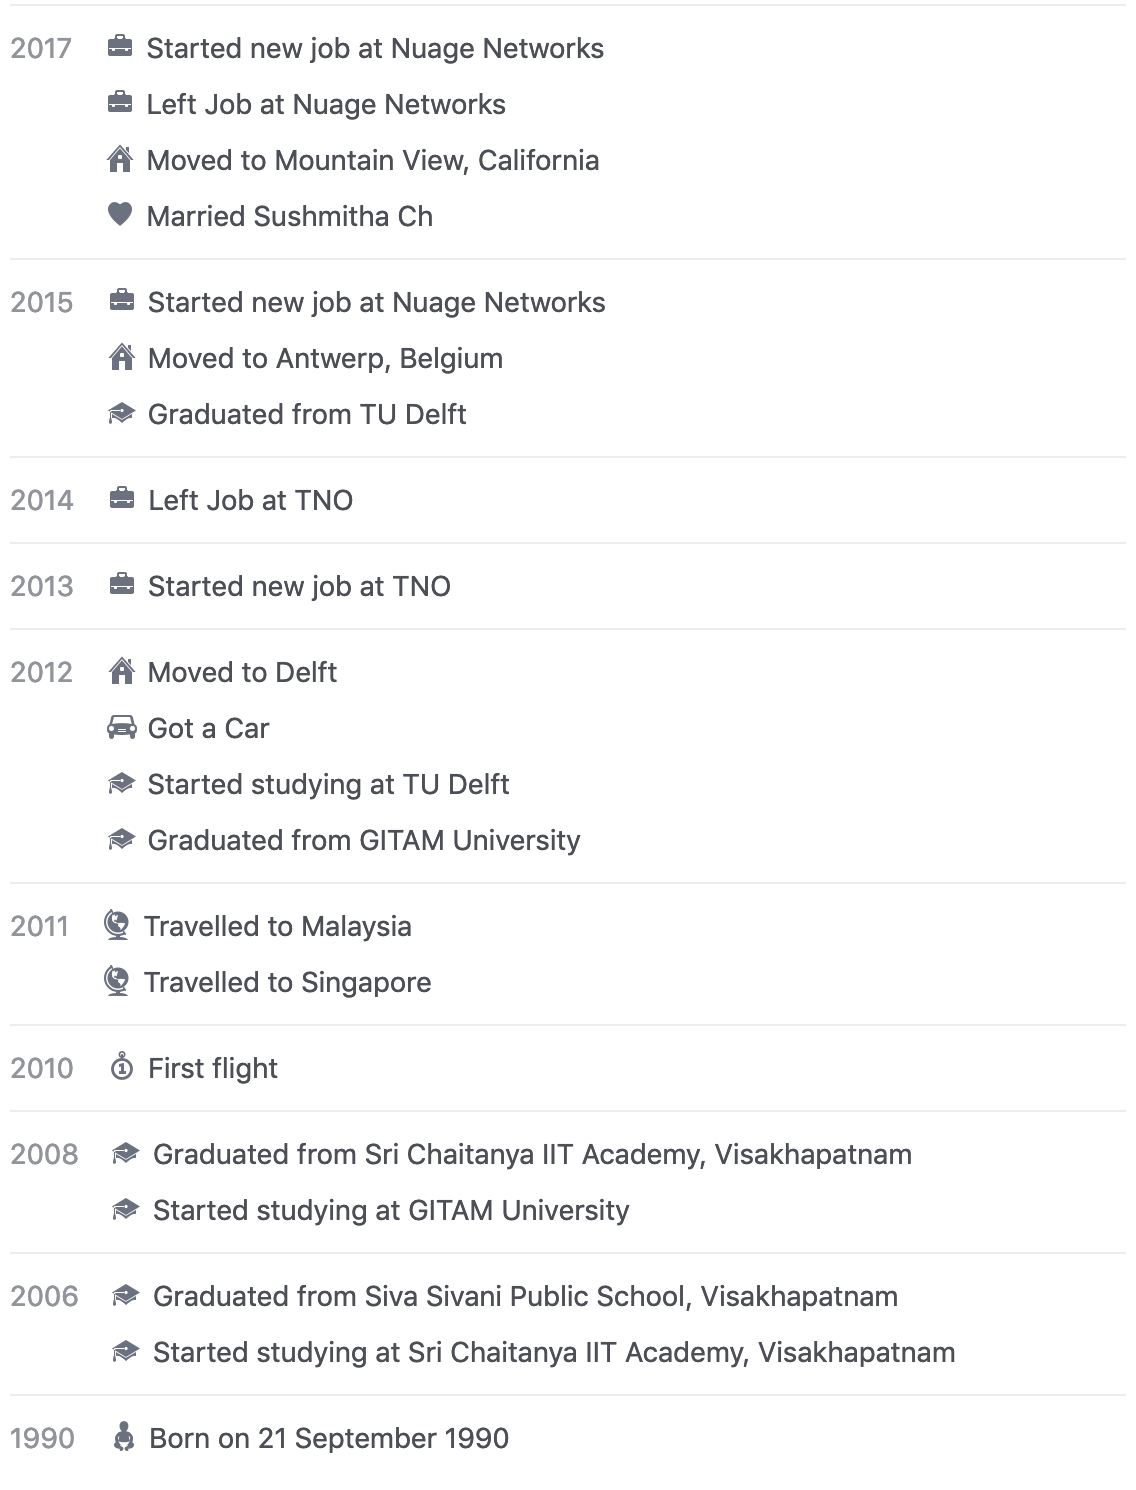 2017 Started new job at Nuage Networks
Left Job at Nuage Networks
Moved to Mountain View, California
Married Sushmitha Ch
2015 Started new job at Nuage Networks
Moved to Antwerp, Belgium
Graduated from TU Delft
2014 Left Job at TNO
2013 Started new job at TNO
2012 Moved to Delft
Got a Car
Started studying at TU Delft
Graduated from GITAM University
2011 Travelled to Malaysia
Travelled to Singapore
2010 First flight
2008 Graduated from Sri Chaitanya IIT Academy, Visakhapatnam
Started studying at GITAM University
2006 Graduated from Siva Sivani Public School, Visakhapatnam
Started studying at Sri Chaitanya IIT Academy, Visakhapatnam
1990 Born on 21 September 1990